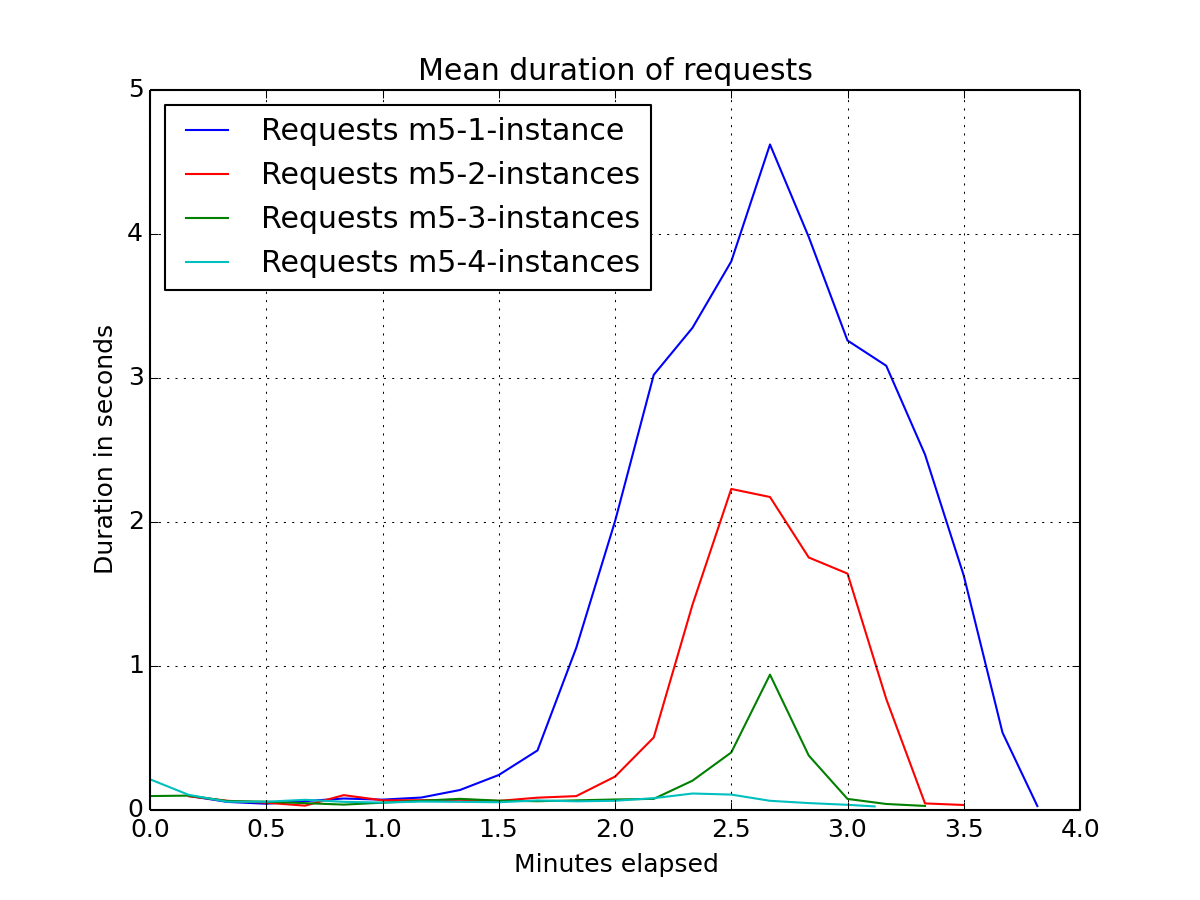 Mean duration of requests
5
Requests m5-1-instance
Requests m5-2-instances
4
Requests m5-3-instances
Requests m5-4-instances
Duration in seconds
3
2
1
0
0.0 0.5 1.0 1.5 2.0 2.5 3.0 3.5 4.0
Minutes elapsed